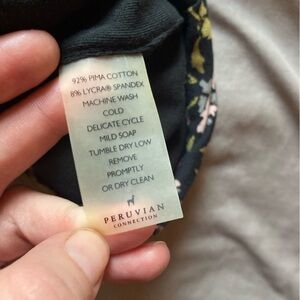 92% PIMA COTTON
8% LYCRA® SPANDEX
MACHINE WASH
COLD
DELICATE CYCLE
MILD SOAP
TUMBLE DRY LOW
REMOVE
PROMPTLY
OR DRY CLEAN
PERUVIAN
CONNECTION